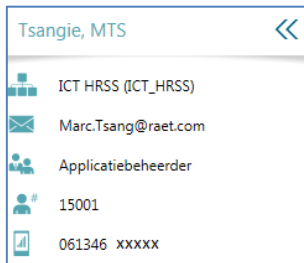 Tsangie, MTS
ICT HRSS (ICT_HRSS)
Marc.Tsang@raet.com
Applicatiebeheerder
#
15001
061346 xxxxx